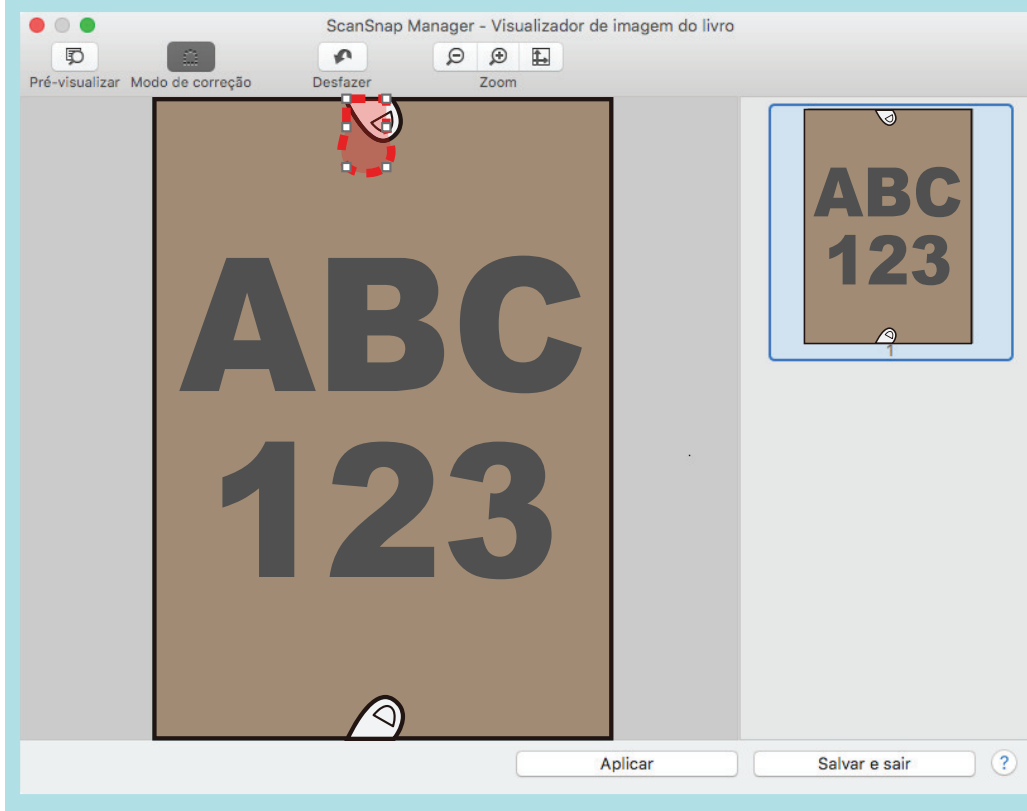 ScanSnap Manager - Visualizador de imagem do livro
Pré-visualizar Modo de correção Desfazer Zoom
ABC
123
ABC
123
1
Aplicar Salvar e sair ?